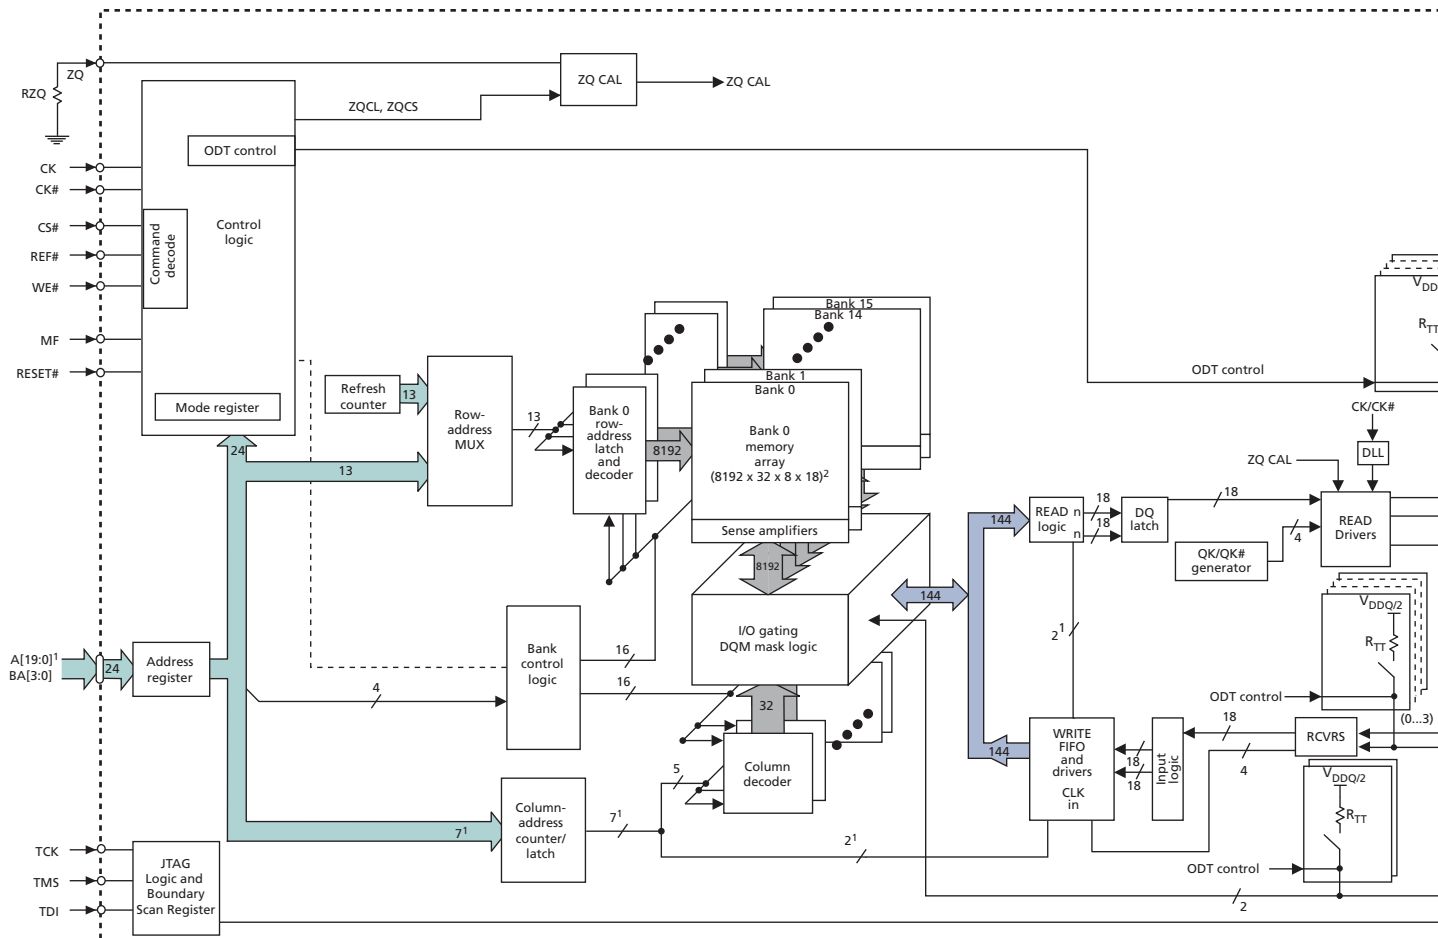 ZQ
RZQ
ZQ CAL
ZQ CAL
ZQCL, ZQCS
ODT control
CK
CK#
CS#
REF#
WE#
MF
RESET#
Command
decode
Control
logic
Mode register
24
13
Refresh
counter
13
Row-
address
MUX
13
Bank 0
row-
address
latch
and
decoder
8192
Bank 15
Bank 14
Bank 1
Bank 0
Bank 0
memory
array
(8192 x 32 x 8 x 18)²
Sense amplifiers
8192
I/O gating
DQM mask logic
32
Column
decoder
144
144
144
READ
logic
n
n
18
18
DQ
latch
18
ZQ CAL
CK/CK#
DLL
READ
Drivers
QK/QK#
generator
4
ODT control
VDD
RTT
VDDQ/2
RTT
ODT control
(0...3)
2¹
WRITE
FIFO
and
drivers
CLK
in
18
18
Input
logic
18
4
RCVRS
VDDQ/2
RTT
ODT control
2
A[19:0]¹
BA[3:0]
24
Address
register
4
Bank
control
logic
16
16
5
7¹
Column-
address
counter/
latch
7¹
2¹
TCK
TMS
TDI
JTAG
Logic and
Boundary
Scan Register